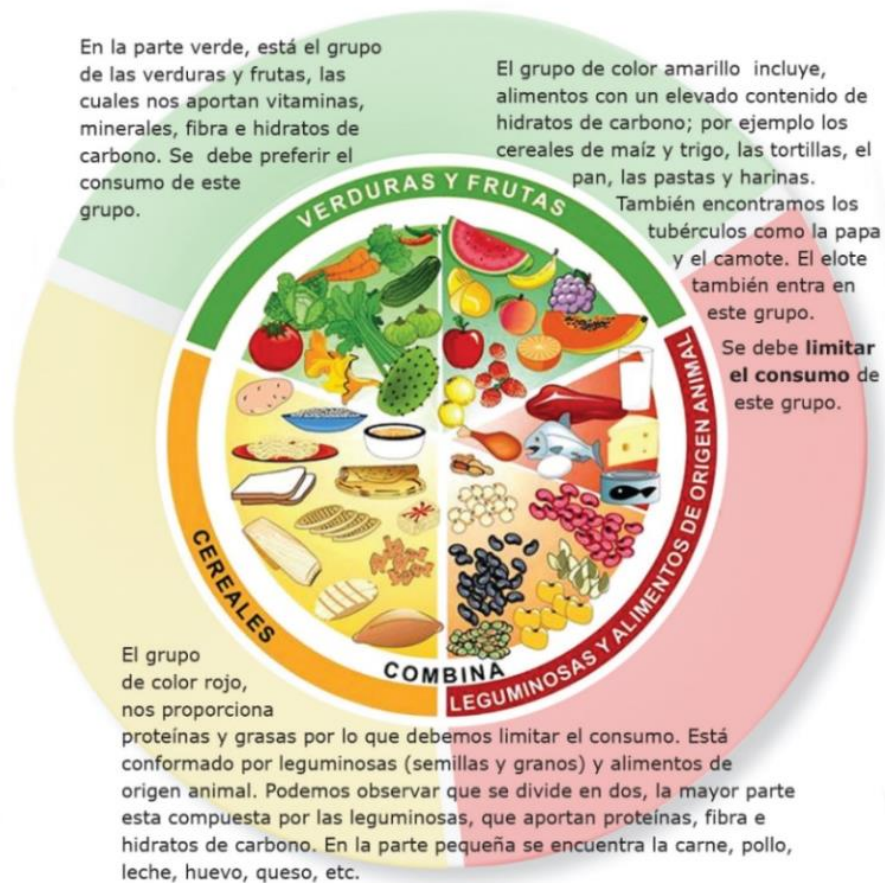 En la parte verde, está el grupo
de las verduras y frutas, las
cuales nos aportan vitaminas,
minerales, fibra e hidratos de
carbono. Se debe preferir el
consumo de este
grupo.
El grupo de color amarillo incluye,
alimentos con un elevado contenido de
hidratos de carbono; por ejemplo los
cereales de maíz y trigo, las tortillas, el
pan, las pastas y harinas.
También encontramos los
tubérculos como la papa
y el camote. El elote
también entra en
este grupo.
Se debe limitar
el consumo de
este grupo.
VERDURAS Y FRUTAS
CEREALES
COMBINA
LEGUMINOSAS Y ALIMENTOS DE ORIGEN ANIMAL
El grupo
de color rojo,
nos proporciona
proteínas y grasas por lo que debemos limitar el consumo. Está
conformado por leguminosas (semillas y granos) y alimentos de
origen animal. Podemos observar que se divide en dos, la mayor parte
esta compuesta por las leguminosas, que aportan proteínas, fibra e
hidratos de carbono. En la parte pequeña se encuentra la carne, pollo,
leche, huevo, queso, etc.